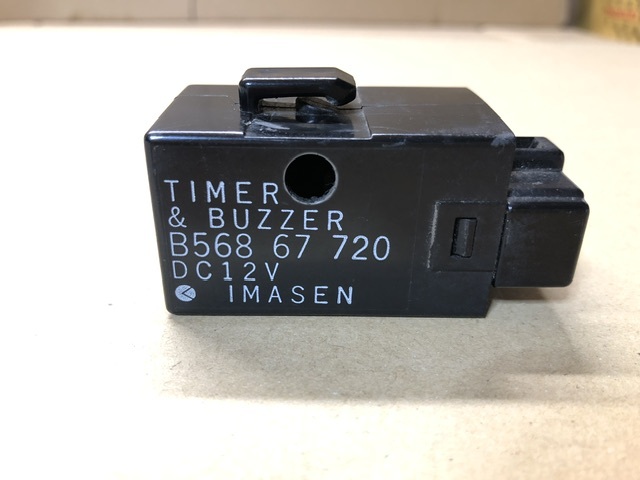 TIMER
& BUZZER
B568 67 720
DC12V
IMASEN